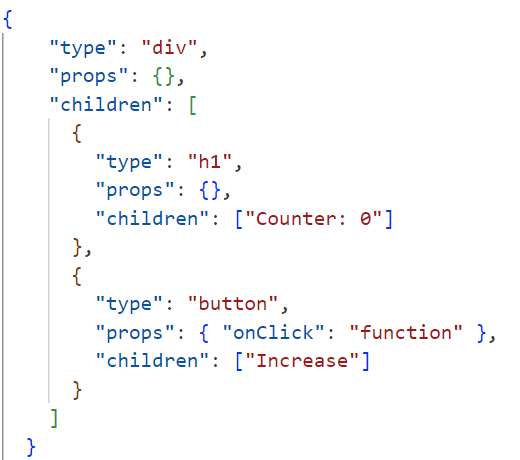 {
"type": "div",
"props": {},
"children": [
{
"type": "h1",
"props": {},
"children": ["Counter: 0"]
},
{
"type": "button",
"props": { "onClick": "function" },
"children": ["Increase"]
}
]
}